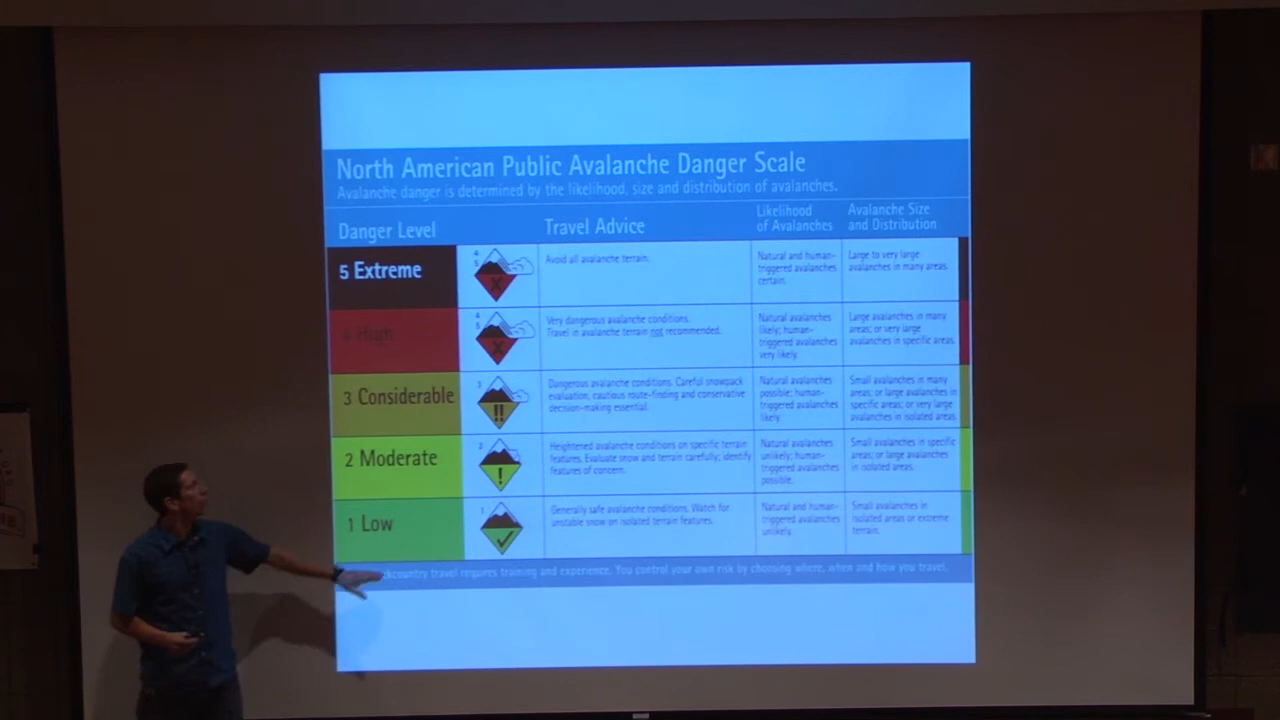 North American Public Avalanche Danger Scale
Avalanche danger is determined by the likelihood, size and distribution of avalanches.
Danger Level
Travel Advice
Likelihood
of Avalanches
Avalanche Size
and Distribution
5 Extreme
4
5
X
Avoid all avalanche terrain.
Natural and human-
triggered avalanches
certain.
Large to very large
avalanches in many areas.
4 High
4
5
X
Very dangerous avalanche conditions.
Travel in avalanche terrain not recommended.
Natural avalanches
likely; human-
triggered avalanches
very likely.
Large avalanches in many
areas; or very large
avalanches in specific areas.
3 Considerable
3
!!
Dangerous avalanche conditions. Careful snowpack
evaluation, cautious route-finding and conservative
decision-making essential.
Natural avalanches
possible; human-
triggered avalanches
likely.
Small avalanches in many
areas; or large avalanches in
specific areas; or very large
avalanches in isolated areas.
2 Moderate
2
!
Heightened avalanche conditions on specific terrain
features. Evaluate snow and terrain carefully; identify
features of concern.
Natural avalanches
unlikely; human-
triggered avalanches
possible.
Small avalanches in specific
areas; or large avalanches
in isolated areas.
1 Low
1
Generally safe avalanche conditions. Watch for
unstable snow on isolated terrain features.
Natural and human-
triggered avalanches
unlikely.
Small avalanches in
isolated areas or extreme
terrain.
ckcountry travel requires training and experience. You control your own risk by choosing where, when and how you travel.